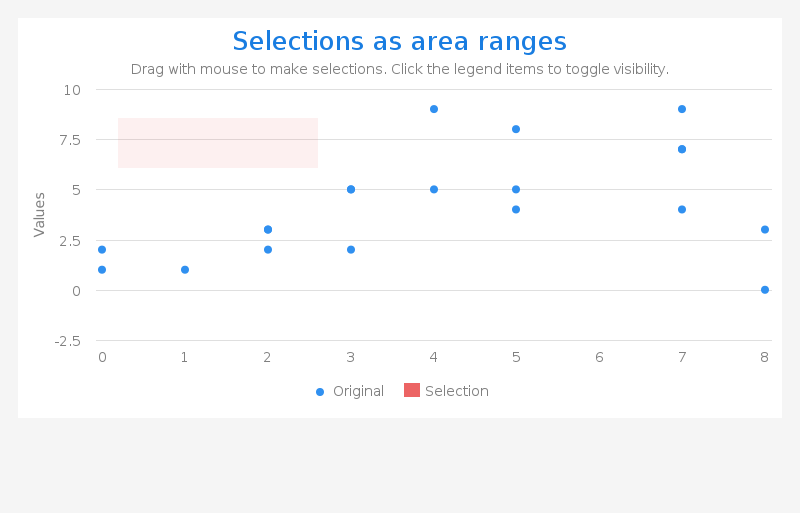 Selections as area ranges
Drag with mouse to make selections. Click the legend items to toggle visibility.
10
7.5
5
2.5
0
-2.5
Values
0 1 2 3 4 5 6 7 8
Original Selection